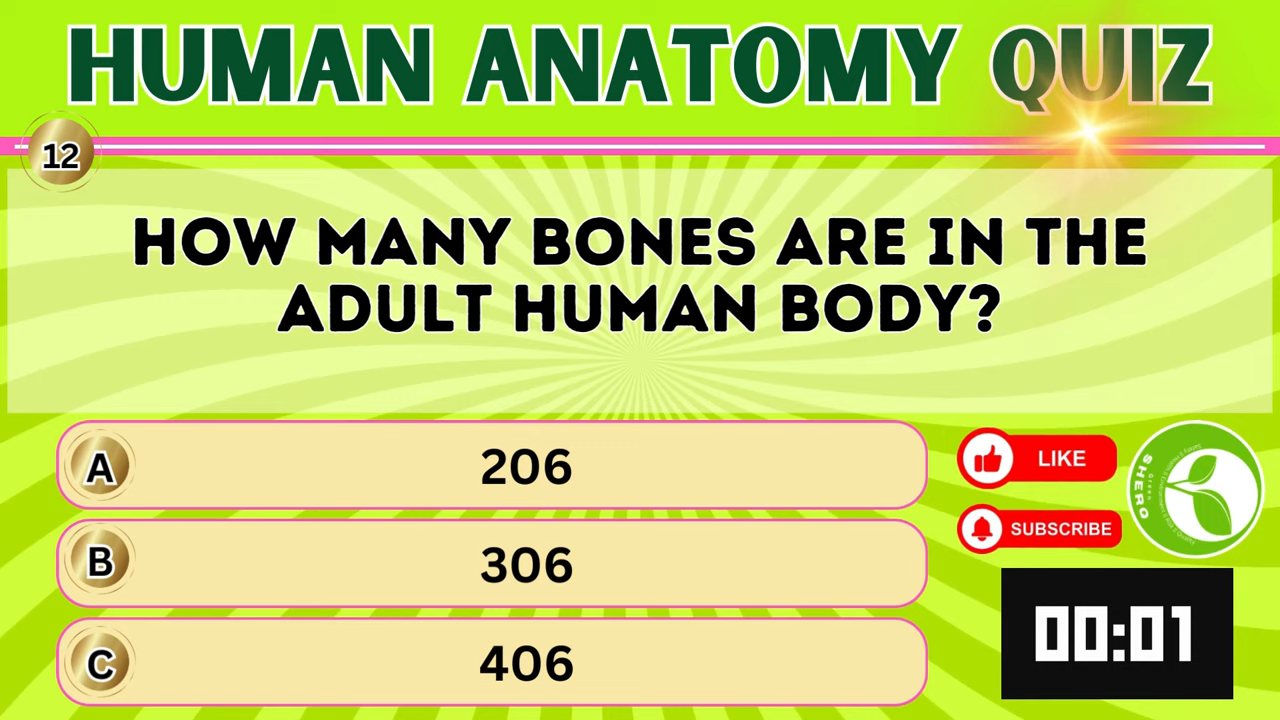 HUMAN ANATOMY QUIZ
12
HOW MANY BONES ARE IN THE
ADULT HUMAN BODY?
A 206
B 306
C 406
LIKE
SUBSCRIBE
Green
SHERO
00:01